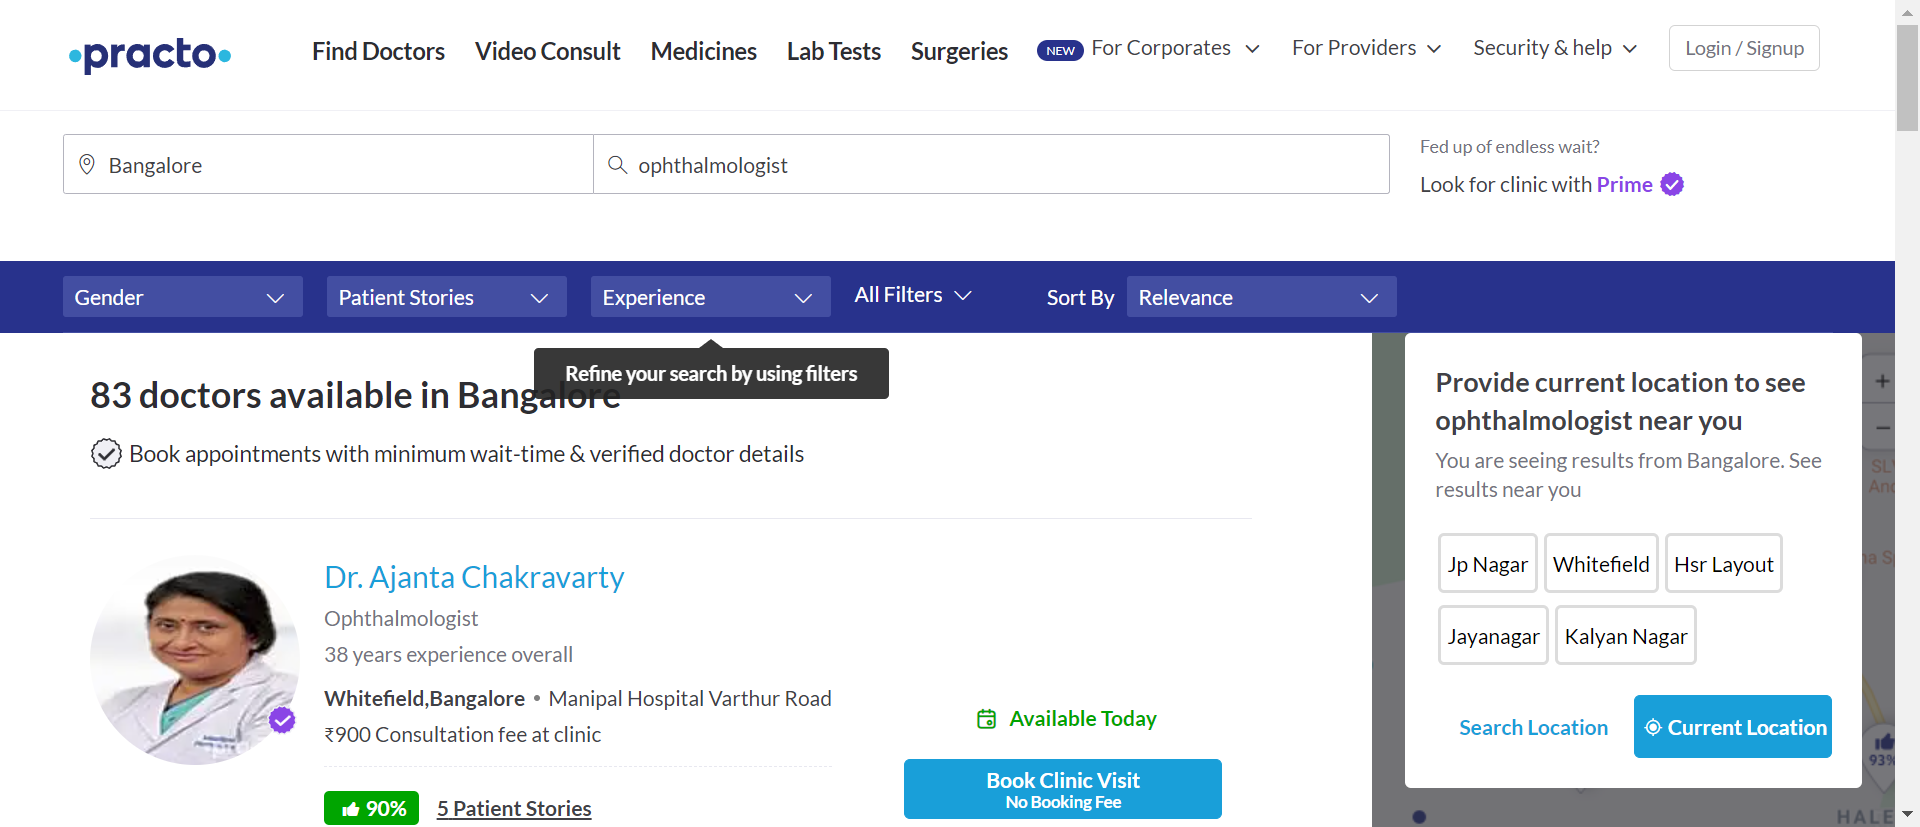 practo
Find Doctors
Video Consult
Medicines
Lab Tests
Surgeries
NEW For Corporates
For Providers
Security & help
Login / Signup
Bangalore
ophthalmologist
Fed up of endless wait?
Look for clinic with Prime
Gender
Patient Stories
Experience
All Filters
Sort By
Relevance
Refine your search by using filters
83 doctors available in Bangalore
Book appointments with minimum wait-time & verified doctor details
Dr. Ajanta Chakravarty
Ophthalmologist
38 years experience overall
Whitefield,Bangalore • Manipal Hospital Varthur Road
₹900 Consultation fee at clinic
90%
5 Patient Stories
Available Today
Book Clinic Visit
No Booking Fee
Provide current location to see
ophthalmologist near you
You are seeing results from Bangalore. See
results near you
Jp Nagar
Whitefield
Hsr Layout
Jayanagar
Kalyan Nagar
Search Location
Current Location
+
−
93%
HALE